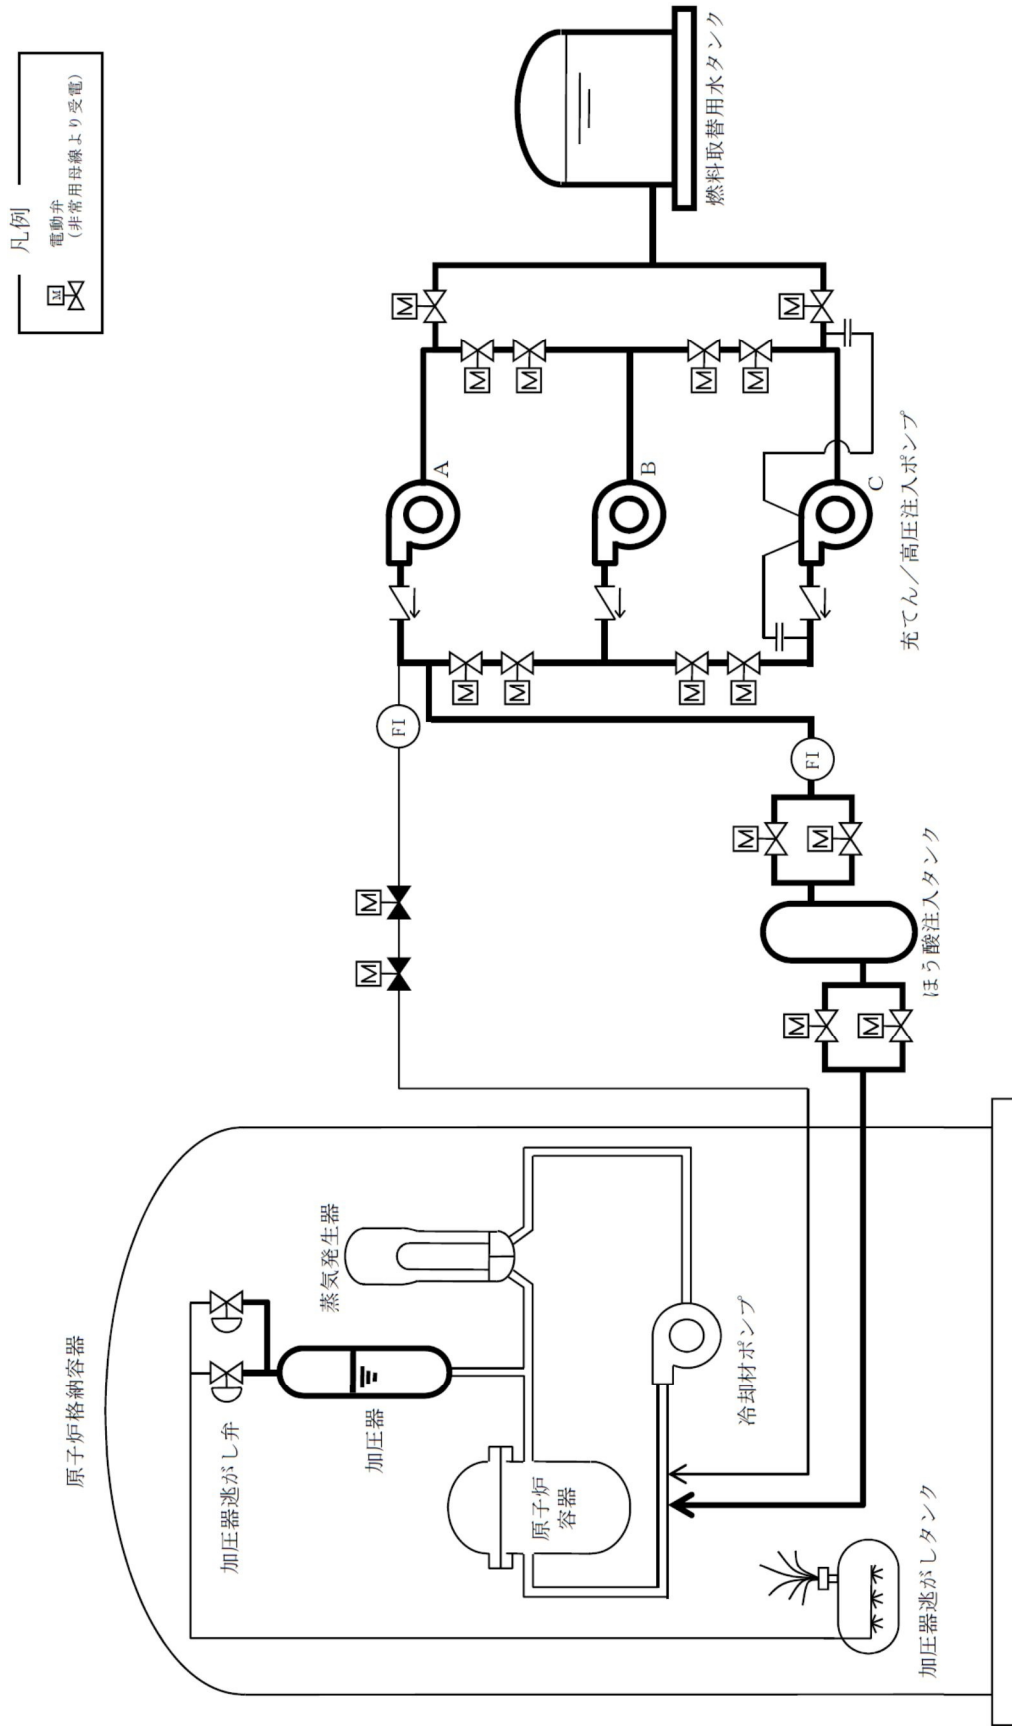 凡例
M
電動弁
(非常用母線より受電)
原子炉格納容器
加圧器逃がし弁
加圧器
蒸気発生器
原子炉
容器
冷却材ポンプ
加圧器逃がしタンク
M
M
FI
M
M
M
M
FI
ほう酸注入タンク
M
M
M
M
A
B
C
充てん/高圧注入ポンプ
M
M
M
M
M
M
燃料取替用水タンク